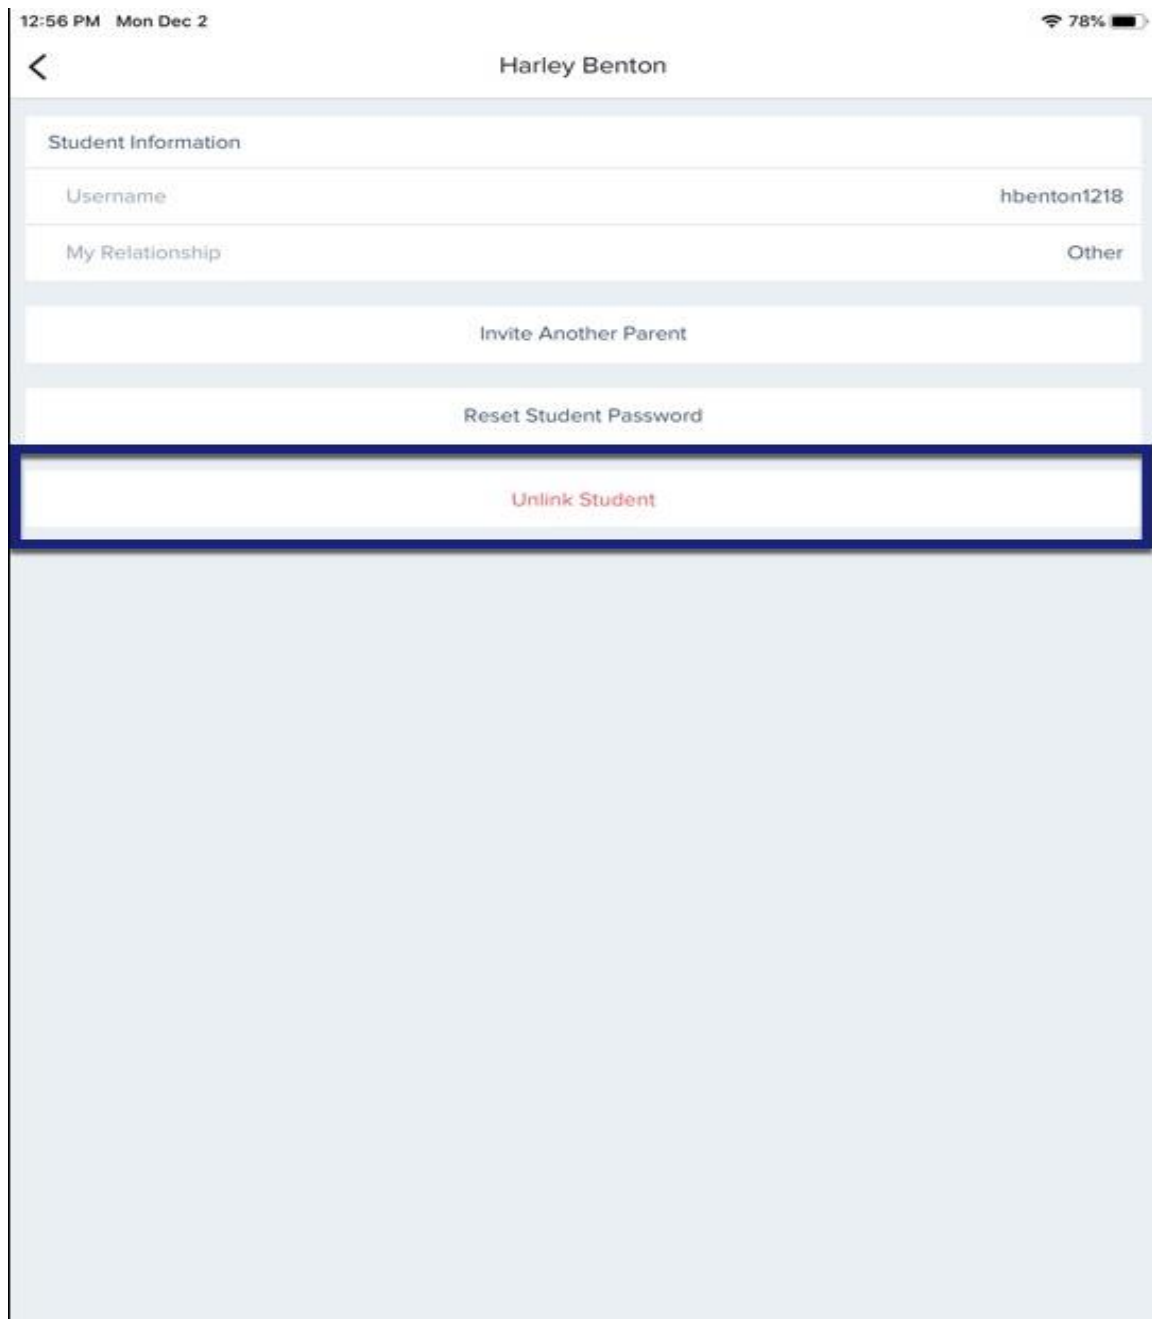 12:56 PM Mon Dec 2 78%
Harley Benton
Student Information
Username hbenton1218
My Relationship Other
Invite Another Parent
Reset Student Password
Unlink Student